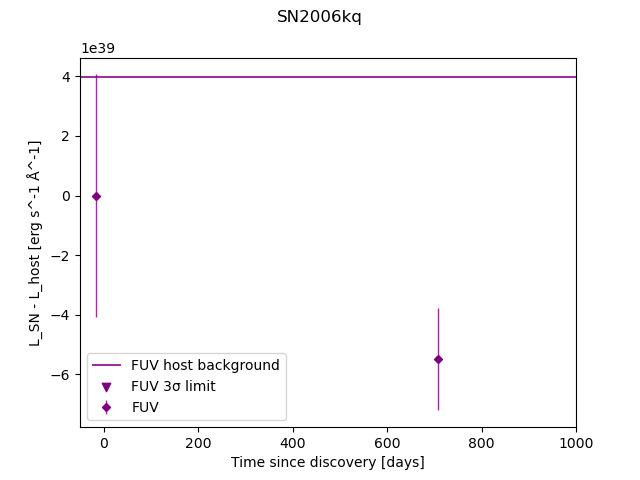 SN2006kq
1e39
4
2
0
−2
−4
−6
L_SN - L_host [erg s^-1 Å^-1]
FUV host background
FUV 3σ limit
FUV
0
200
400
600
800
1000
Time since discovery [days]